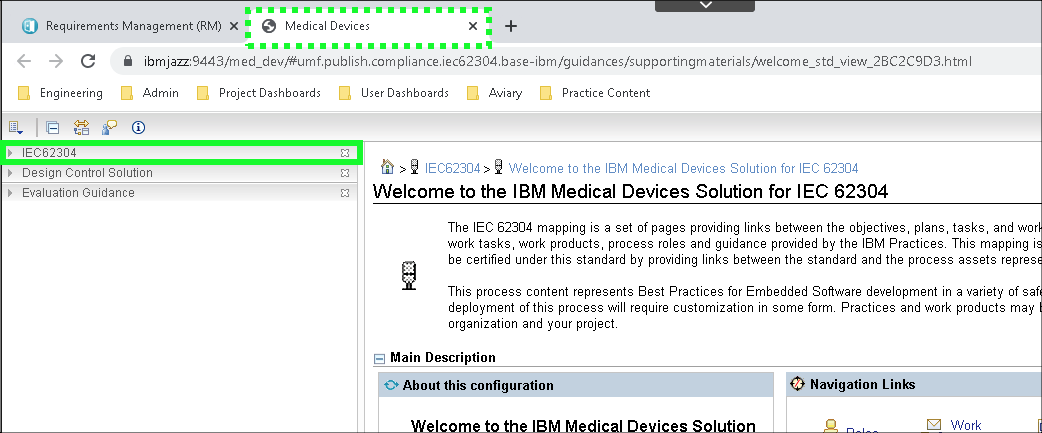 Requirements Management (RM)
Medical Devices
ibmjazz:9443/med_dev/#umf.publish.compliance.iec62304.base-ibm/guidances/supportingmaterials/welcome_std_view_2BC2C9D3.html
Engineering Admin Project Dashboards User Dashboards Aviary Practice Content
IEC62304
Design Control Solution
Evaluation Guidance
> IEC62304 > Welcome to the IBM Medical Devices Solution for IEC 62304
Welcome to the IBM Medical Devices Solution for IEC 62304
The IEC 62304 mapping is a set of pages providing links between the objectives, plans, tasks, and work
work tasks, work products, process roles and guidance provided by the IBM Practices. This mapping is
be certified under this standard by providing links between the standard and the process assets represe
This process content represents Best Practices for Embedded Software development in a variety of safe
deployment of this process will require customization in some form. Practices and work products may b
organization and your project.
Main Description
About this configuration
Navigation Links
Welcome to the IBM Medical Devices Solution
Roles
Work